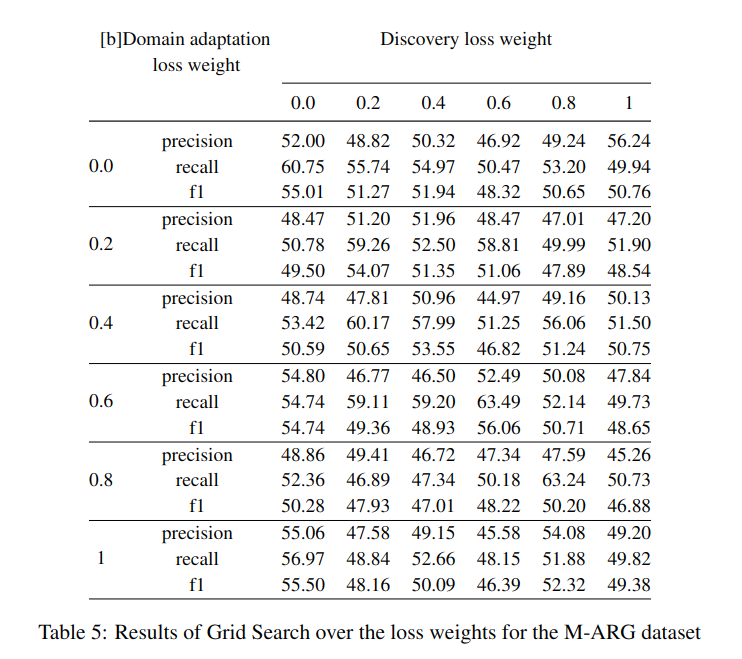 [b]Domain adaptation Discovery loss weight
loss weight
0.0 0.2 0.4 0.6 0.8 1
precision 52.00 48.82 50.32 46.92 49.24 56.24
0.0 recall 60.75 55.74 54.97 50.47 53.20 49.94
f1 55.01 51.27 51.94 48.32 50.65 50.76
precision 48.47 51.20 51.96 48.47 47.01 47.20
0.2 recall 50.78 59.26 52.50 58.81 49.99 51.90
f1 49.50 54.07 51.35 51.06 47.89 48.54
precision 48.74 47.81 50.96 44.97 49.16 50.13
0.4 recall 53.42 60.17 57.99 51.25 56.06 51.50
f1 50.59 50.65 53.55 46.82 51.24 50.75
precision 54.80 46.77 46.50 52.49 50.08 47.84
0.6 recall 54.74 59.11 59.20 63.49 52.14 49.73
f1 54.74 49.36 48.93 56.06 50.71 48.65
precision 48.86 49.41 46.72 47.34 47.59 45.26
0.8 recall 52.36 46.89 47.34 50.18 63.24 50.73
f1 50.28 47.93 47.01 48.22 50.20 46.88
precision 55.06 47.58 49.15 45.58 54.08 49.20
1 recall 56.97 48.84 52.66 48.15 51.88 49.82
f1 55.50 48.16 50.09 46.39 52.32 49.38
Table 5: Results of Grid Search over the loss weights for the M-ARG dataset